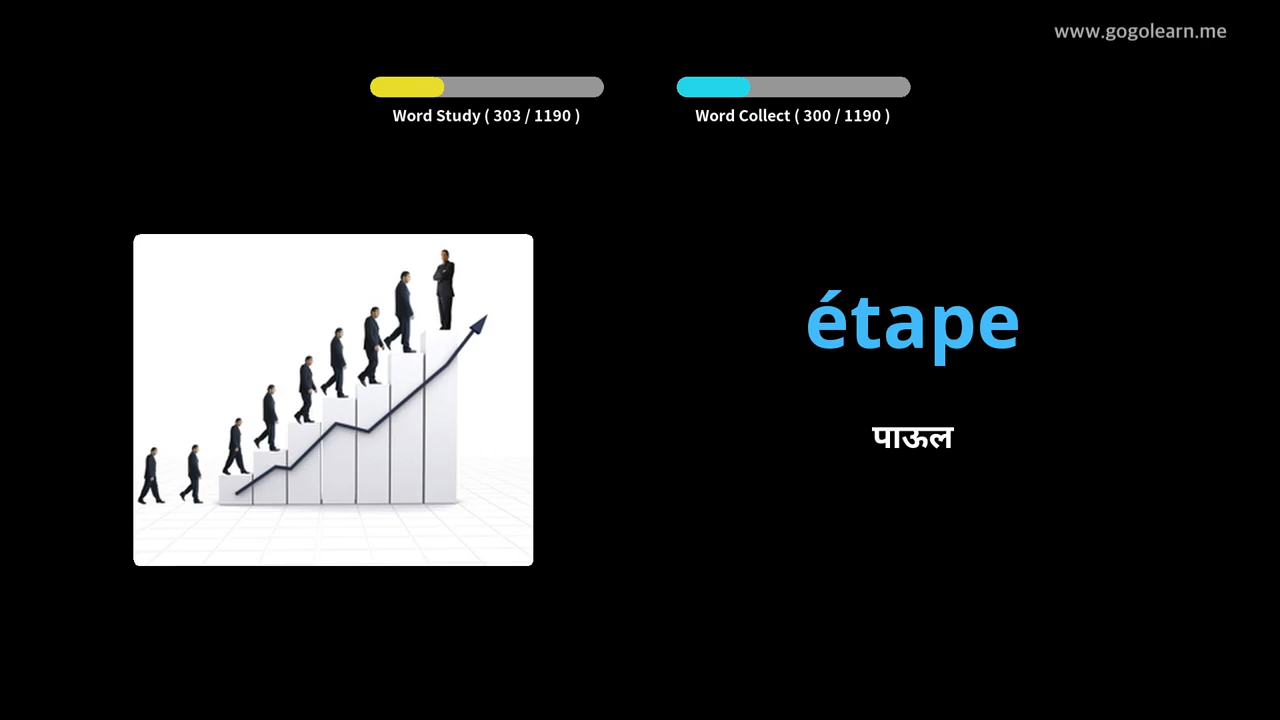 www.gogolearn.me
Word Study ( 303 / 1190 )
Word Collect ( 300 / 1190 )
étape
पाऊल